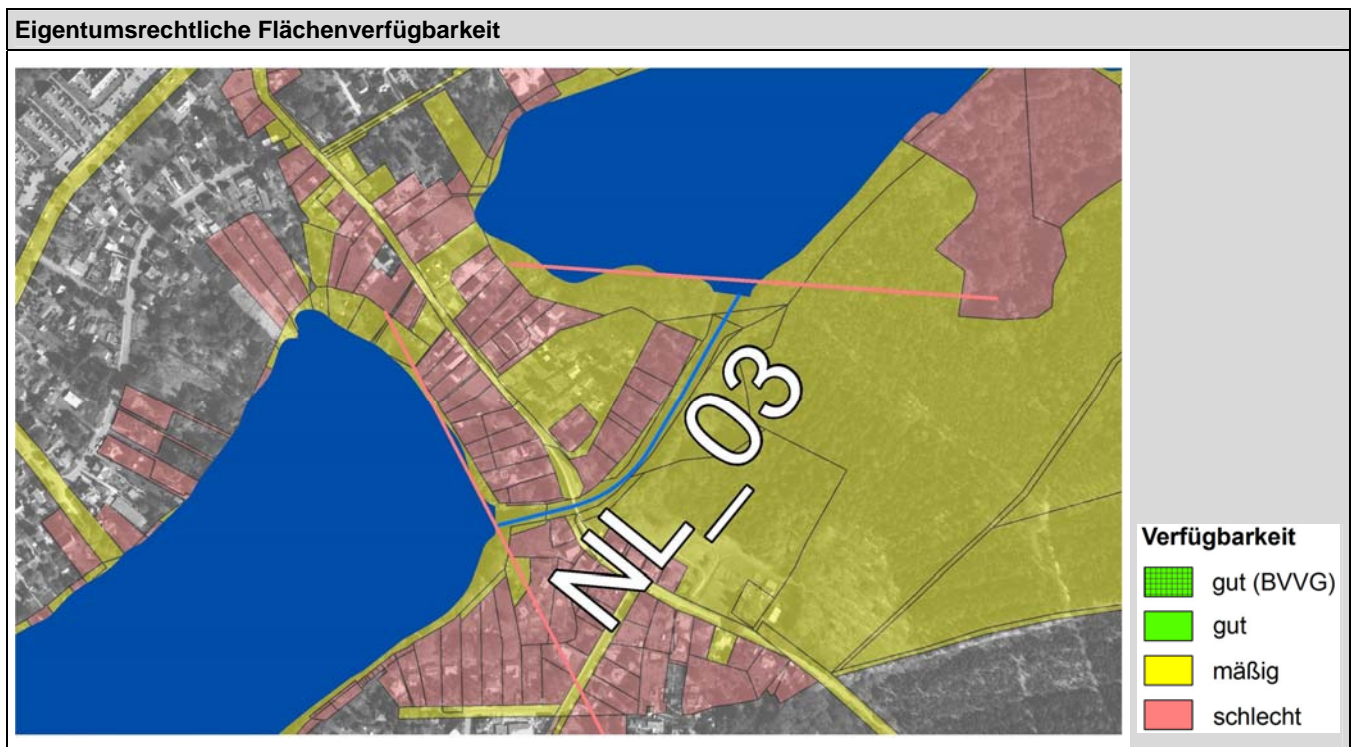 Eigentumsrechtliche Flächenverfügbarkeit
NL_03
Verfügbarkeit
gut (BVVG)
gut
mäßig
schlecht